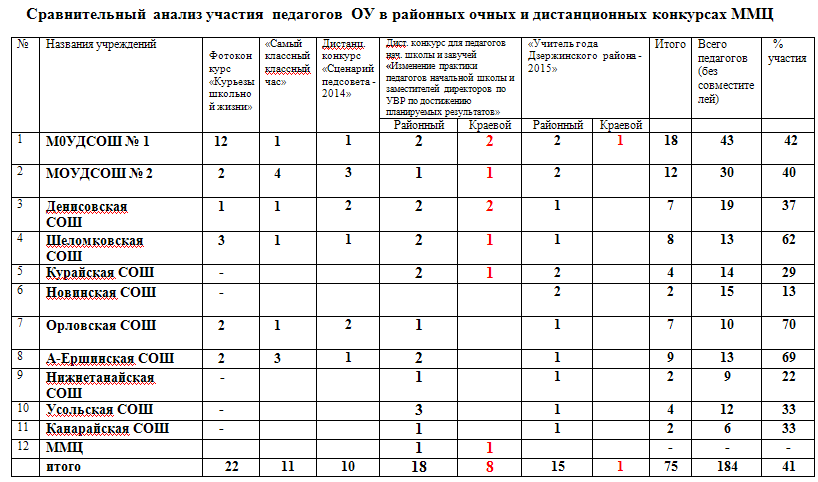 Сравнительный анализ участия педагогов ОУ в районных очных и дистанционных конкурсах ММЦ
№ Названия учреждений Фотокон курс «Курьезы школьно й жизни» «Самый классный классный час» Дистанц. конкурс «Сценарий педсовета - 2014» Дист. конкурс для педагогов нач. школы и завучей «Изменение практики педагогов начальной школы и заместителей директоров по УВР по достижению планируемых результатов» «Учитель года Дзержинского района - 2015» Итого Всего педагогов (без совместите лей) % участия
Районный Краевой Районный Краевой
1 М0УДСОШ № 1 12 1 1 2 2 2 1 18 43 42
2 МОУДСОШ № 2 2 4 3 1 1 2 12 30 40
3 Денисовская СОШ 1 1 2 2 2 1 7 19 37
4 Шеломковская СОШ 3 1 1 2 1 1 8 13 62
5 Курайская СОШ - 2 1 2 4 14 29
6 Новинская СОШ - 2 2 15 13
7 Орловская СОШ 2 1 2 1 1 7 10 70
8 А-Ершинская СОШ 2 3 1 2 1 9 13 69
9 Нижнетанайская СОШ - 1 1 2 9 22
10 Усольская СОШ - 3 1 4 12 33
11 Канарайская СОШ - 1 1 2 6 33
12 ММЦ 1 1 - - -
итого 22 11 10 18 8 15 1 75 184 41